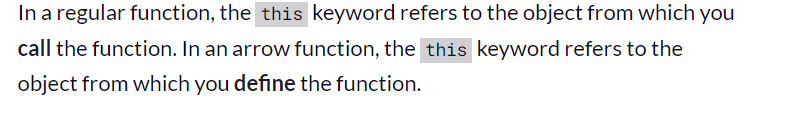 In a regular function, the this keyword refers to the object from which you
call the function. In an arrow function, the this keyword refers to the
object from which you define the function.